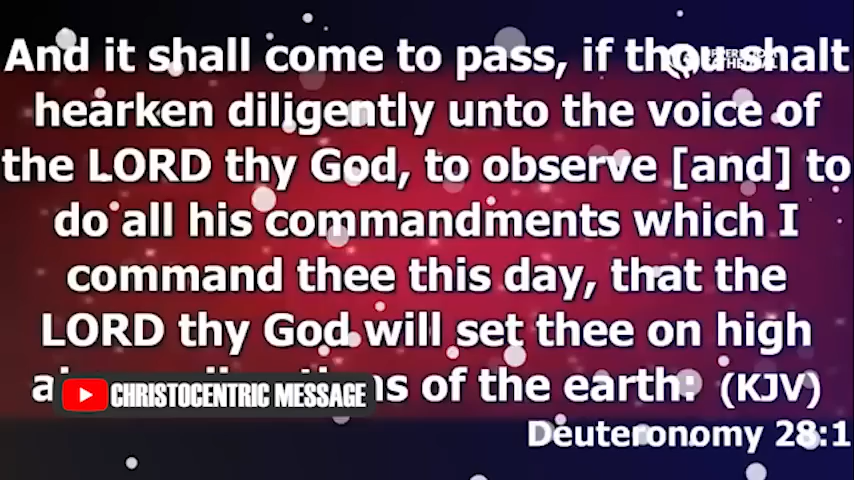 And it shall come to pass, if thou shalt
hearken diligently unto the voice of
the LORD thy God, to observe [and] to
do all his commandments which I
command thee this day, that the
LORD thy God will set thee on high
of the earth: (KJV)
CHRISTOCENTRIC MESSAGE
Deuteronomy 28:1